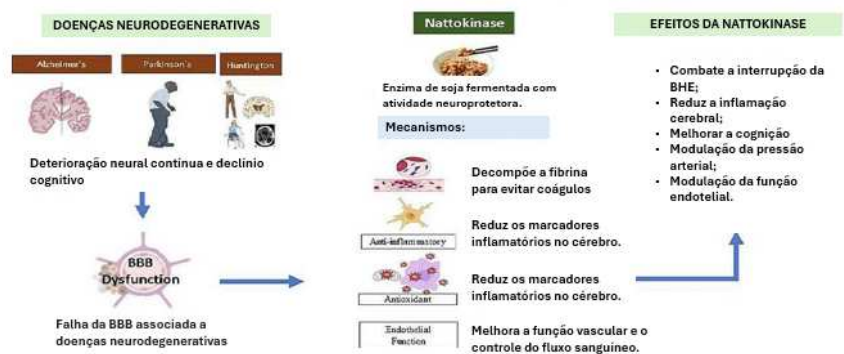 DOENÇAS NEURODEGENERATIVAS
Alzheimer's
Parkinson's
Huntington
Deterioração neural contínua e declínio
cognitivo
BBB
Dysfunction
Falha da BBB associada a
doenças neurodegenerativas
Nattokinase
Enzima de soja fermentada com
atividade neuroprotetora.
Mecanismos:
Decompõe a fibrina
para evitar coágulos
Anti-inflammatory
Reduz os marcadores
inflamatórios no cérebro.
Antioxidant
Reduz os marcadores
inflamatórios no cérebro.
Endothelial
Function
Melhora a função vascular e o
controle do fluxo sanguíneo.
EFEITOS DA NATTOKINASE
• Combate a interrupção da
BHE;
• Reduz a inflamação
cerebral;
• Melhorar a cognição
• Modulação da pressão
arterial;
• Modulação da função
endotelial.